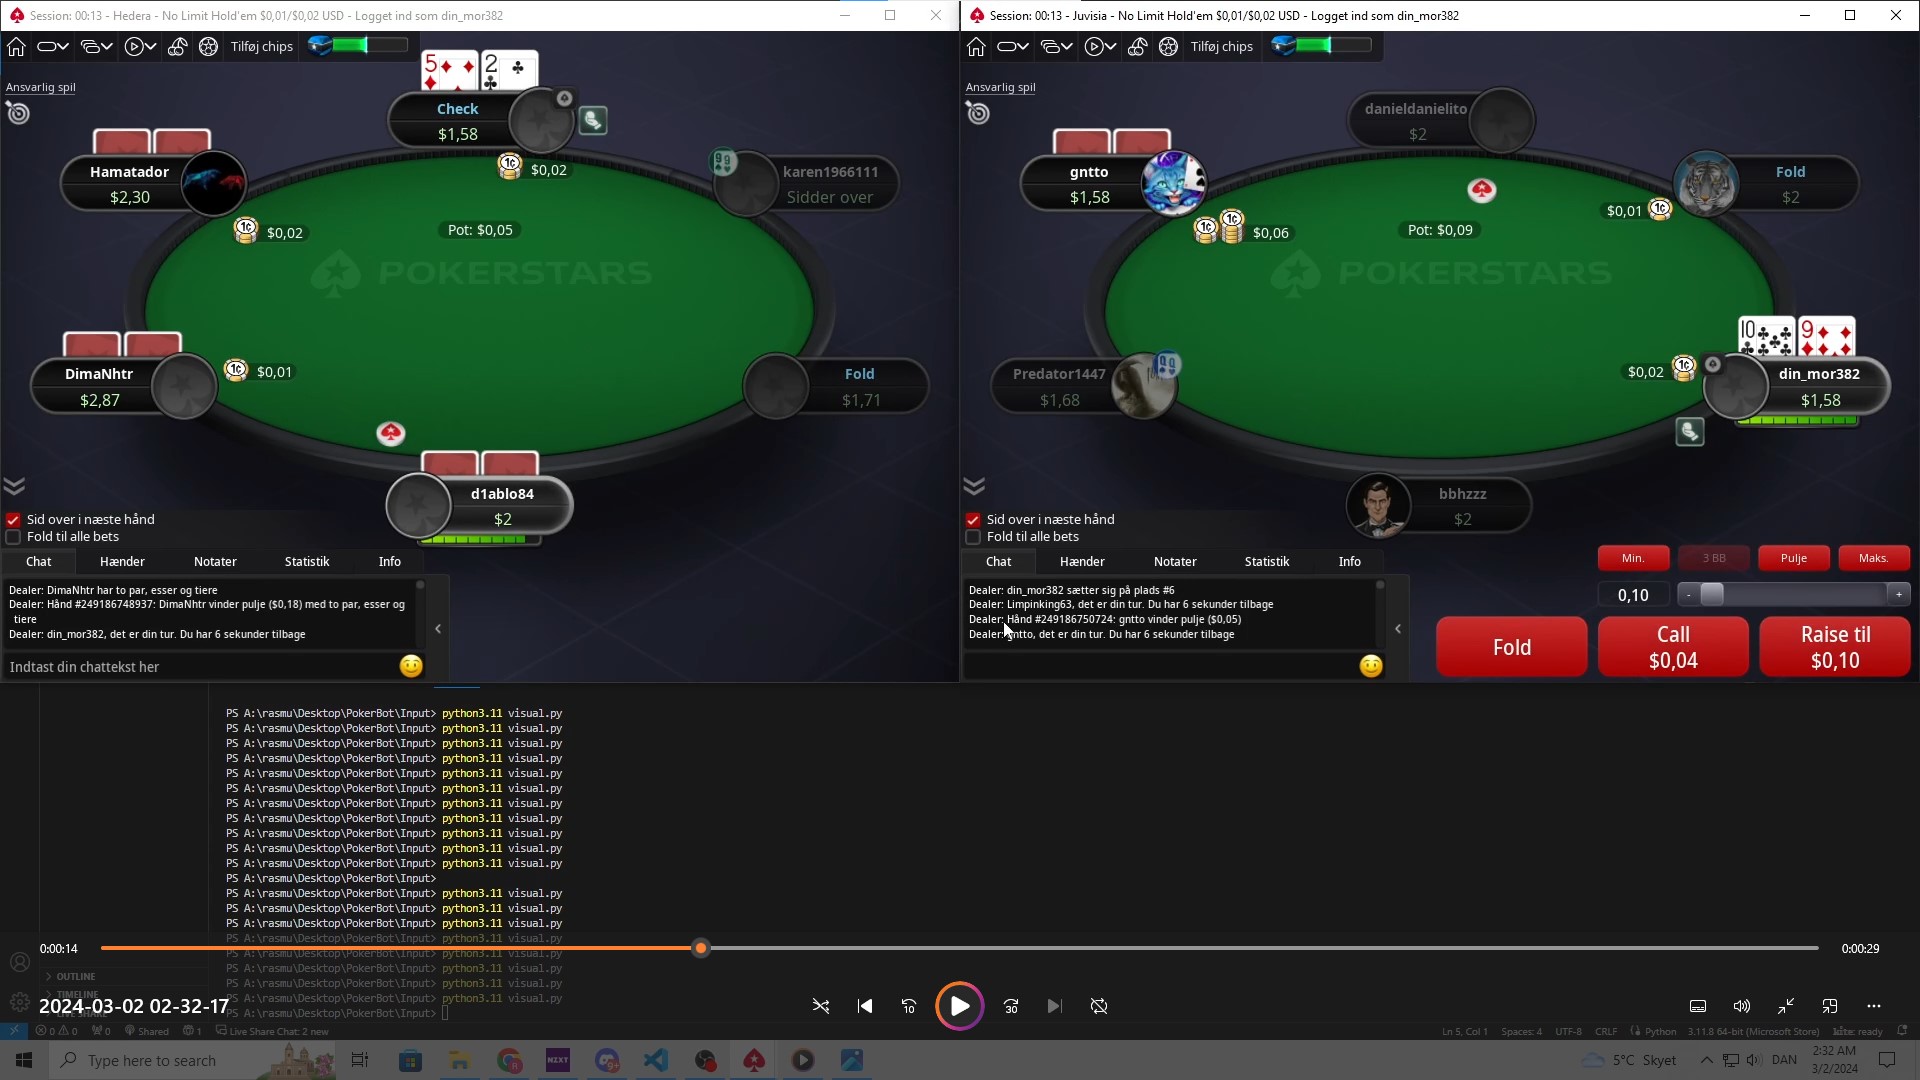 Session: 00:13 - Hedera - No Limit Hold'em $0,01/$0,02 USD - Logget ind som din_mor382
Tilføj chips
Ansvarlig spil
5 2
Check
$1,58
$0,02
Hamatador
$2,30
$0,02
99
karen1966111
Sidder over
Pot: $0,05
POKERSTARS
DimaNhtr
$2,87
1¢ $0,01
Fold
$1,71
d1ablo84
$2
Sid over i næste hånd
Fold til alle bets
Chat Hænder Notater Statistik Info
Dealer: DimaNhtr har to par, esser og tiere
Dealer: Hånd #249186748937: DimaNhtr vinder pulje ($0,18) med to par, esser og
tiere
Dealer: din_mor382, det er din tur. Du har 6 sekunder tilbage
Indtast din chattekst her
Session: 00:13 - Juvisia - No Limit Hold'em $0,01/$0,02 USD - Logget ind som din_mor382
Tilføj chips
Ansvarlig spil
danieldanielito
$2
gntto
$1,58
$0,06
Fold
$2
$0,01 1¢
Pot: $0,09
POKERSTARS
Predator1447
$1,68
10 9
$0,02 1¢
din_mor382
$1,58
bbhzzz
$2
Sid over i næste hånd
Fold til alle bets
Chat Hænder Notater Statistik Info
Dealer: din_mor382 sætter sig på plads #6
Dealer: Limpinking63, det er din tur. Du har 6 sekunder tilbage
Dealer: Hånd #249186750724: gntto vinder pulje ($0,05)
Dealer: gntto, det er din tur. Du har 6 sekunder tilbage
Min. 3 BB Pulje Maks.
0,10 - +
Fold
Call
$0,04
Raise til
$0,10
PS A:\rasmu\Desktop\PokerBot\Input> python3.11 visual.py
PS A:\rasmu\Desktop\PokerBot\Input> python3.11 visual.py
PS A:\rasmu\Desktop\PokerBot\Input> python3.11 visual.py
PS A:\rasmu\Desktop\PokerBot\Input> python3.11 visual.py
PS A:\rasmu\Desktop\PokerBot\Input> python3.11 visual.py
PS A:\rasmu\Desktop\PokerBot\Input> python3.11 visual.py
PS A:\rasmu\Desktop\PokerBot\Input> python3.11 visual.py
PS A:\rasmu\Desktop\PokerBot\Input> python3.11 visual.py
PS A:\rasmu\Desktop\PokerBot\Input> python3.11 visual.py
PS A:\rasmu\Desktop\PokerBot\Input> python3.11 visual.py
PS A:\rasmu\Desktop\PokerBot\Input> python3.11 visual.py
PS A:\rasmu\Desktop\PokerBot\Input>
PS A:\rasmu\Desktop\PokerBot\Input> python3.11 visual.py
PS A:\rasmu\Desktop\PokerBot\Input> python3.11 visual.py
PS A:\rasmu\Desktop\PokerBot\Input> python3.11 visual.py
PS A:\rasmu\Desktop\PokerBot\Input> python3.11 visual.py
PS A:\rasmu\Desktop\PokerBot\Input> python3.11 visual.py
PS A:\rasmu\Desktop\PokerBot\Input> python3.11 visual.py
PS A:\rasmu\Desktop\PokerBot\Input> python3.11 visual.py
PS A:\rasmu\Desktop\PokerBot\Input> python3.11 visual.py
PS A:\rasmu\Desktop\PokerBot\Input>
0:00:14
0:00:29
OUTLINE
TIMELINE
LIVE SHARE
2024-03-02 02-32-17
10 30
0 0 0 Shared 1 Live Share Chat: 2 new
Ln 5, Col 1 Spaces: 4 UTF-8 CRLF Python 3.11.8 64-bit (Microsoft Store)
Type here to search
NZXT
5°C Skyet
DAN
2:32 AM
3/2/2024